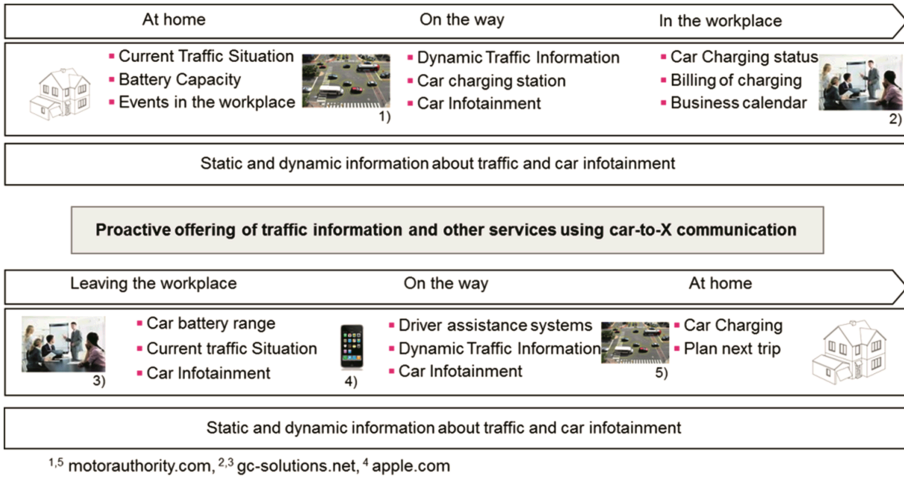 At home On the way In the workplace
▪ Current Traffic Situation ▪ Dynamic Traffic Information ▪ Car Charging status
▪ Battery Capacity ▪ Car charging station ▪ Billing of charging
▪ Events in the workplace ▪ Car Infotainment ▪ Business calendar
1) 2)
Static and dynamic information about traffic and car infotainment
Proactive offering of traffic information and other services using car-to-X communication
Leaving the workplace On the way At home
▪ Car battery range ▪ Driver assistance systems ▪ Car Charging
▪ Current traffic Situation ▪ Dynamic Traffic Information ▪ Plan next trip
▪ Car Infotainment ▪ Car Infotainment
3) 4) 5)
Static and dynamic information about traffic and car infotainment
1,5 motorauthority.com, 2,3 gc-solutions.net, 4 apple.com